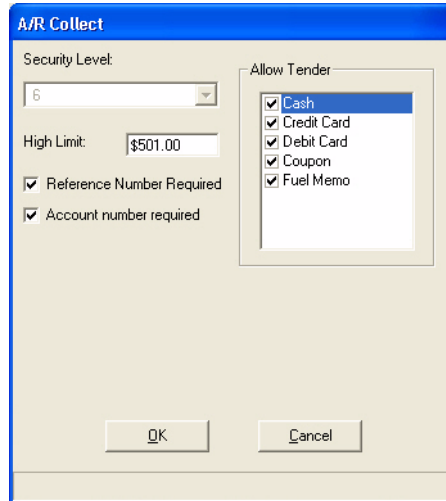 A/R Collect
Security Level:
6
High Limit:
$501.00
Reference Number Required
Account number required
Allow Tender
Cash
Credit Card
Debit Card
Coupon
Fuel Memo
OK
Cancel